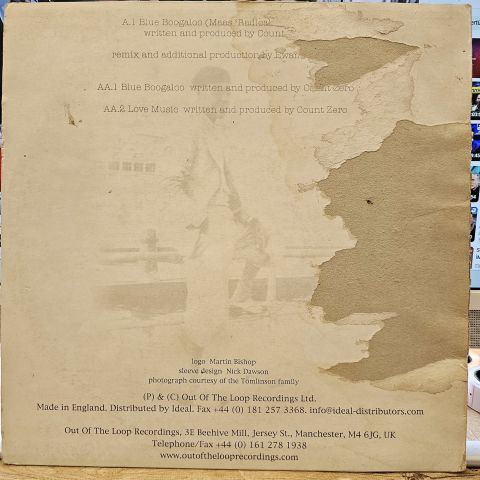 A.1 Blue Boogaloo (Maas 'Radical
written and produced by Count
remix and additional production by Ewan
AA.1 Blue Boogaloo written and produced by Count Zero
AA.2 Love Music written and produced by Count Zero
logo Martin Bishop
sleeve design Nick Dawson
photograph courtesy of the Tomlinson family
(P) & (C) Out Of The Loop Recordings Ltd.
Made in England. Distributed by Ideal. Fax +44 (0) 181 257 3368. info@ideal-distributors.com
Out Of The Loop Recordings, 3E Beehive Mill, Jersey St., Manchester, M4 6JG, UK
Telephone/Fax +44 (0) 161 278 1938
www.outofthelooprecordings.com